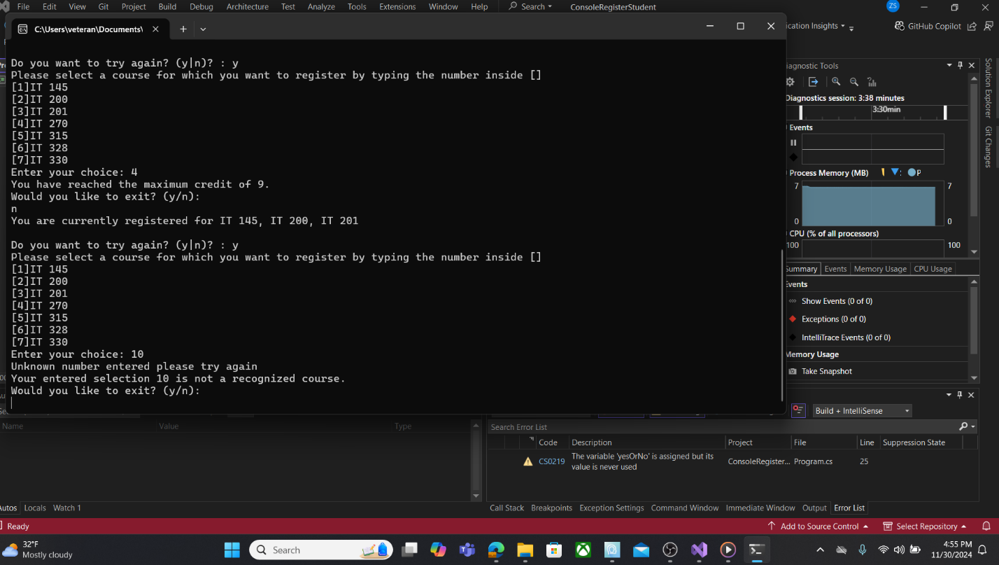 File Edit View Git Project Build Debug Architecture Test Analyze Tools Extensions Window Help Search ConsoleRegisterStudent ZS
C:\Users\veteran\Documents\
ication Insights
GitHub Copilot
Do you want to try again? (y|n)? : y
Please select a course for which you want to register by typing the number inside []
[1]IT 145
[2]IT 200
[3]IT 201
[4]IT 270
[5]IT 315
[6]IT 328
[7]IT 330
Enter your choice: 4
You have reached the maximum credit of 9.
Would you like to exit? (y/n):
n
You are currently registered for IT 145, IT 200, IT 201
Do you want to try again? (y|n)? : y
Please select a course for which you want to register by typing the number inside []
[1]IT 145
[2]IT 200
[3]IT 201
[4]IT 270
[5]IT 315
[6]IT 328
[7]IT 330
Enter your choice: 10
Unknown number entered please try again
Your entered selection 10 is not a recognized course.
Would you like to exit? (y/n):
iagnostic Tools
Diagnostics session: 3:38 minutes
3:30min
Events
Process Memory (MB) P
7 7
0 0
CPU (% of all processors)
100 100
Summary Events Memory Usage CPU Usage
Events
Show Events (0 of 0)
Exceptions (0 of 0)
IntelliTrace Events (0 of 0)
Memory Usage
Take Snapshot
Solution Explorer
Git Changes
Build + IntelliSense
Name Value Type
Search Error List
Code Description Project File Line Suppression State
CS0219 The variable 'yesOrNo' is assigned but its value is never used ConsoleRegister... Program.cs 25
Autos Locals Watch 1
Call Stack Breakpoints Exception Settings Command Window Immediate Window Output Error List
Ready
Add to Source Control Select Repository
32°F
Mostly cloudy
Search
4:55 PM
11/30/2024